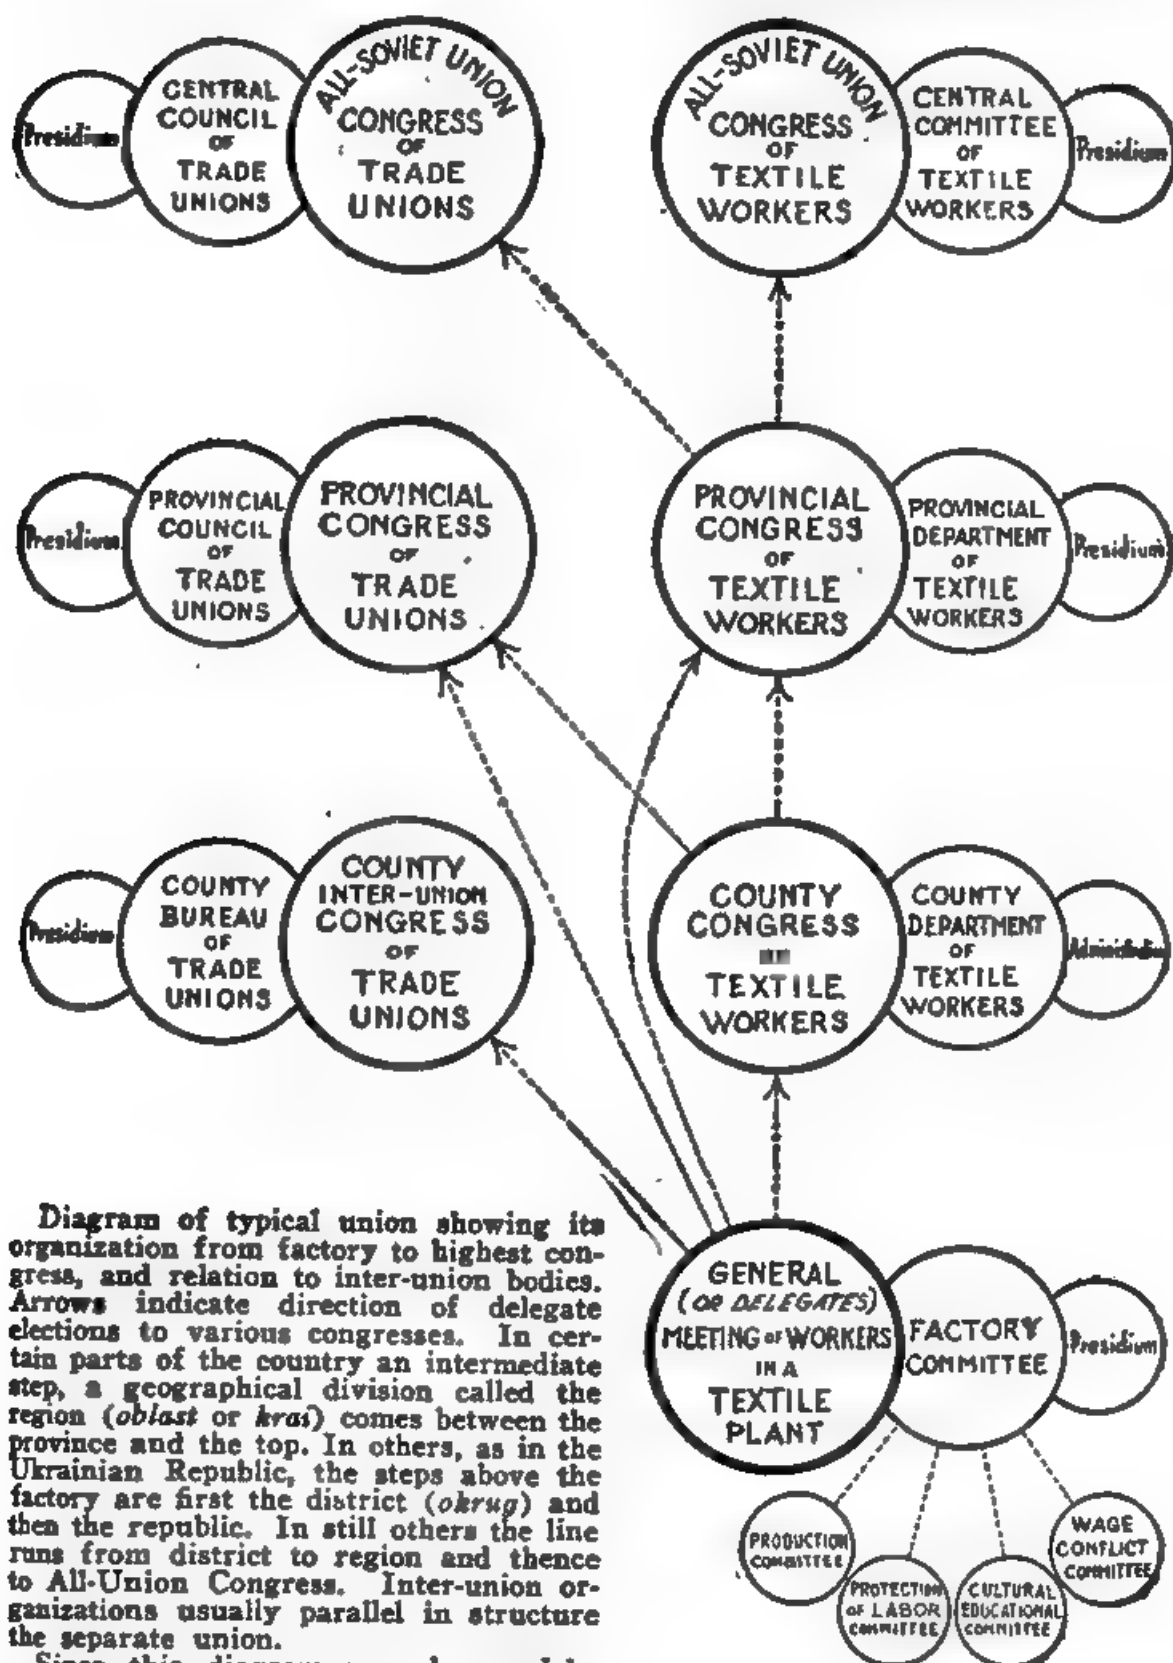 Presidium
CENTRAL
COUNCIL
OF
TRADE
UNIONS
ALL-SOVIET UNION
CONGRESS
OF
TRADE
UNIONS
ALL-SOVIET UNION
CONGRESS
OF
TEXTILE
WORKERS
CENTRAL
COMMITTEE
OF
TEXTILE
WORKERS
Presidium
Presidium
PROVINCIAL
COUNCIL
OF
TRADE
UNIONS
PROVINCIAL
CONGRESS
OF
TRADE
UNIONS
PROVINCIAL
CONGRESS
OF
TEXTILE
WORKERS
PROVINCIAL
DEPARTMENT
OF
TEXTILE
WORKERS
Presidium
Presidium
COUNTY
BUREAU
OF
TRADE
UNIONS
COUNTY
INTER-UNION
CONGRESS
OF
TRADE
UNIONS
COUNTY
CONGRESS
TEXTILE
WORKERS
COUNTY
DEPARTMENT
OF
TEXTILE
WORKERS
GENERAL
(OR DELEGATES)
MEETING OF WORKERS
IN A
TEXTILE
PLANT
FACTORY
COMMITTEE
Presidium
PRODUCTION
COMMITTEE
PROTECTION
OF LABOR
COMMITTEE
CULTURAL
EDUCATIONAL
COMMITTEE
WAGE
CONFLICT
COMMITTEE
Diagram of typical union showing its
organization from factory to highest con-
gress, and relation to inter-union bodies.
Arrows indicate direction of delegate
elections to various congresses. In cer-
tain parts of the country an intermediate
step, a geographical division called the
region (oblast or krai) comes between the
province and the top. In others, as in the
Ukrainian Republic, the steps above the
factory are first the district (okrug) and
then the republic. In still others the line
runs from district to region and thence
to All-Union Congress. Inter-union or-
ganizations usually parallel in structure
the separate union.
Since this diagram